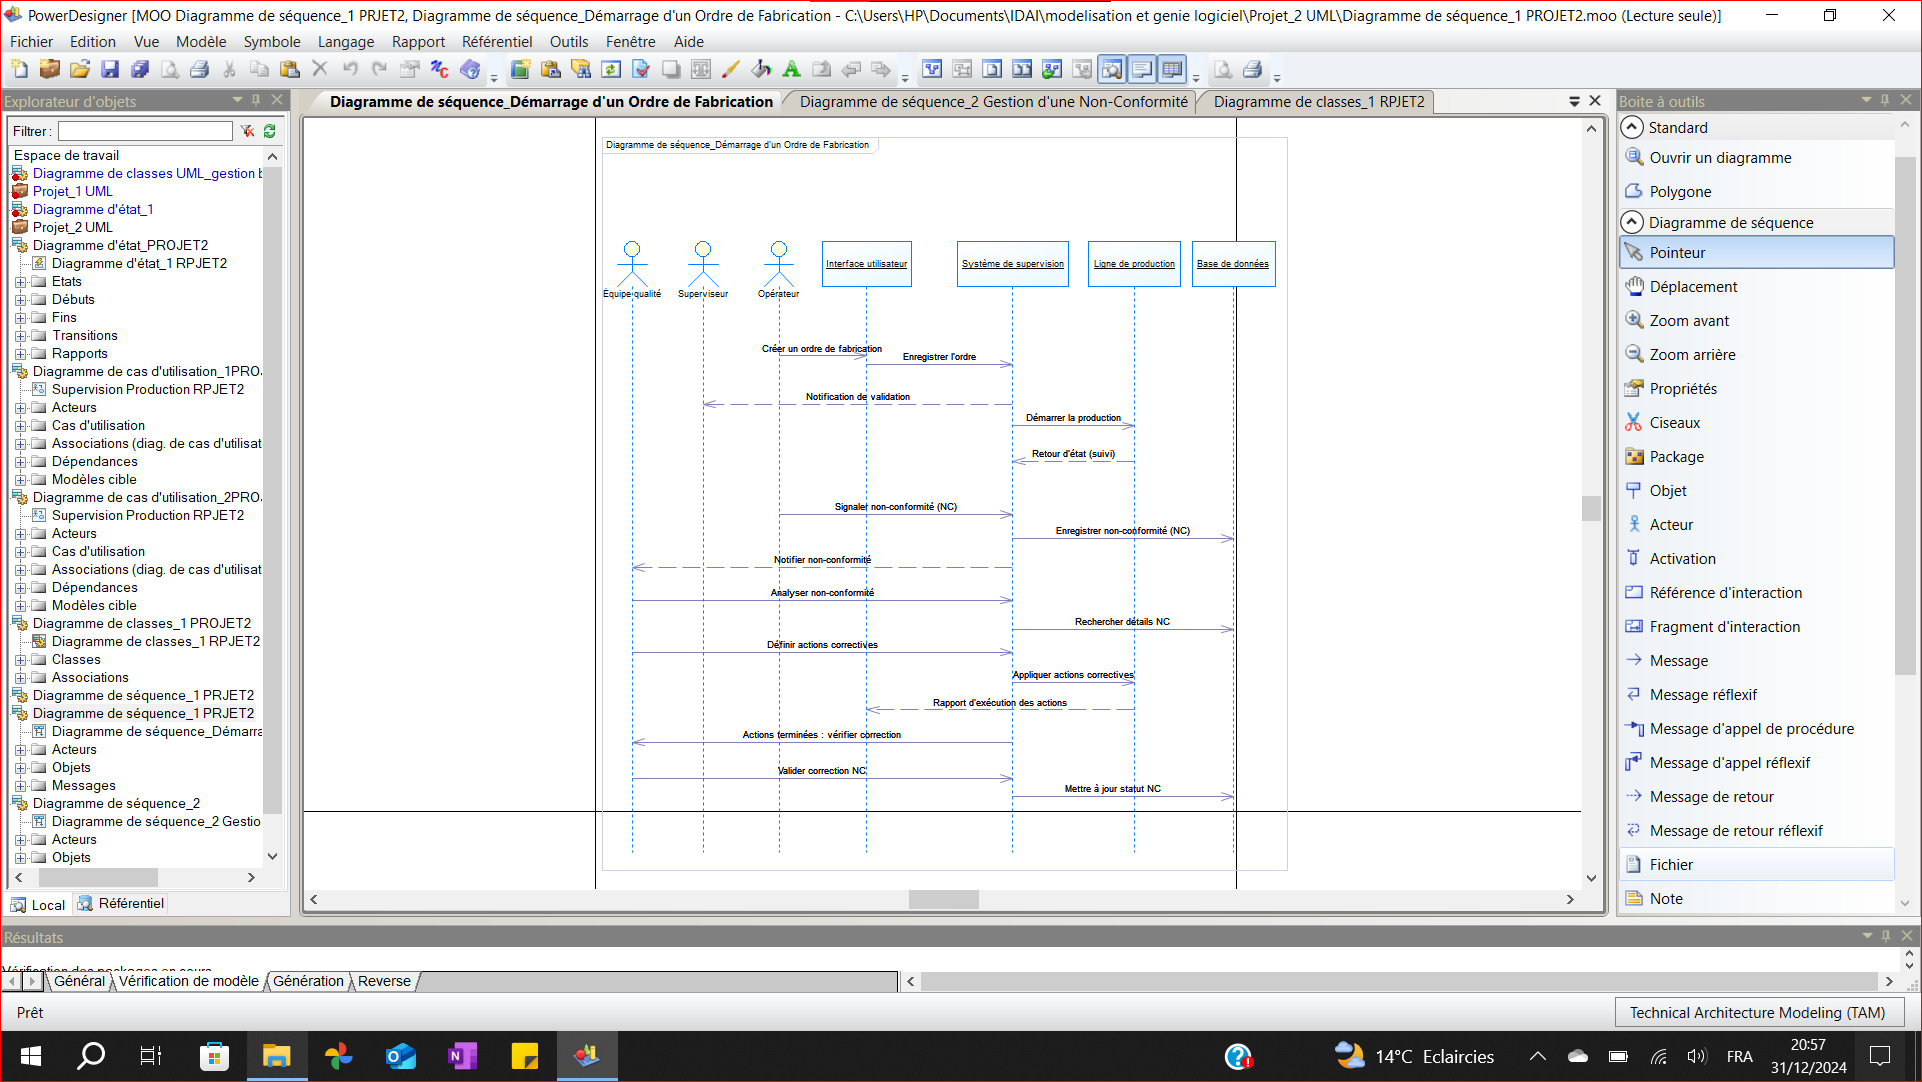 PowerDesigner [MOO Diagramme de séquence_1 PRJET2, Diagramme de séquence_Démarrage d'un Ordre de Fabrication - C:\Users\HP\Documents\IDAI\modelisation et genie logiciel\Projet_2 UML\Diagramme de séquence_1 PROJET2.moo (Lecture seule)]
Fichier Edition Vue Modèle Symbole Langage Rapport Référentiel Outils Fenêtre Aide
Explorateur d'objets
Filtrer :
Espace de travail
Diagramme de classes UML_gestion b
Projet_1 UML
Diagramme d'état_1
Projet_2 UML
Diagramme d'état_PROJET2
Diagramme d'état_1 RPJET2
Etats
Débuts
Fins
Transitions
Rapports
Diagramme de cas d'utilisation_1PROJ
Supervision Production RPJET2
Acteurs
Cas d'utilisation
Associations (diag. de cas d'utilisat
Dépendances
Modèles cible
Diagramme de cas d'utilisation_2PROJ
Supervision Production RPJET2
Acteurs
Cas d'utilisation
Associations (diag. de cas d'utilisat
Dépendances
Modèles cible
Diagramme de classes_1 PROJET2
Diagramme de classes_1 RPJET2
Classes
Associations
Diagramme de séquence_1 PRJET2
Diagramme de séquence_1 PRJET2
Diagramme de séquence_Démarra
Acteurs
Objets
Messages
Diagramme de séquence_2
Diagramme de séquence_2 Gestio
Acteurs
Objets
Local Référentiel
Diagramme de séquence_Démarrage d'un Ordre de Fabrication Diagramme de séquence_2 Gestion d'une Non-Conformité Diagramme de classes_1 RPJET2
Diagramme de séquence_Démarrage d'un Ordre de Fabrication
Interface utilisateur Système de supervision Ligne de production Base de données
Équipe qualité Superviseur Opérateur
Créer un ordre de fabrication
Enregistrer l'ordre
Notification de validation
Démarrer la production
Retour d'état (suivi)
Signaler non-conformité (NC)
Enregistrer non-conformité (NC)
Notifier non-conformité
Analyser non-conformité
Rechercher détails NC
Définir actions correctives
Appliquer actions correctives
Rapport d'exécution des actions
Actions terminées : vérifier correction
Valider correction NC
Mettre à jour statut NC
Boite à outils
Standard
Ouvrir un diagramme
Polygone
Diagramme de séquence
Pointeur
Déplacement
Zoom avant
Zoom arrière
Propriétés
Ciseaux
Package
Objet
Acteur
Activation
Référence d'interaction
Fragment d'interaction
Message
Message réflexif
Message d'appel de procédure
Message d'appel réflexif
Message de retour
Message de retour réflexif
Fichier
Note
Résultats
Vérification des packages en cours
Général Vérification de modèle Génération Reverse
Prêt
Technical Architecture Modeling (TAM)
14°C Eclaircies
FRA
20:57
31/12/2024